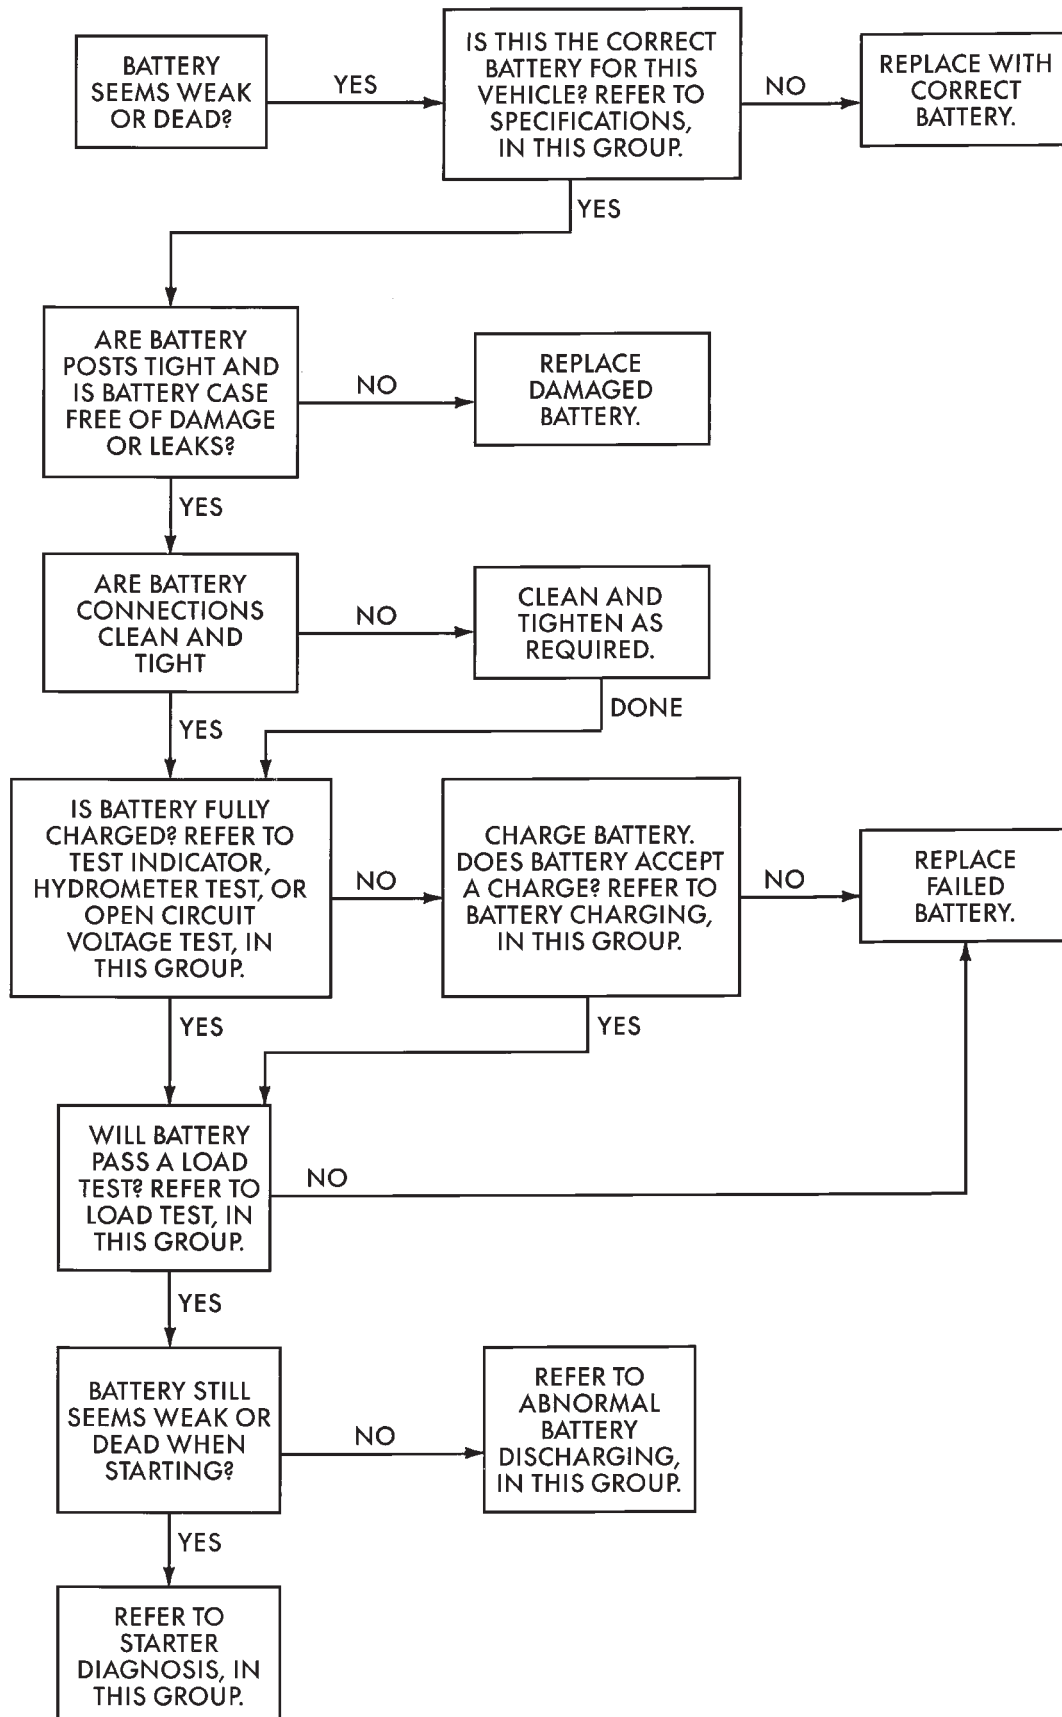 BATTERY
SEEMS WEAK
OR DEAD?
YES
IS THIS THE CORRECT
BATTERY FOR THIS
VEHICLE? REFER TO
SPECIFICATIONS,
IN THIS GROUP.
NO
REPLACE WITH
CORRECT
BATTERY.
YES
ARE BATTERY
POSTS TIGHT AND
IS BATTERY CASE
FREE OF DAMAGE
OR LEAKS?
NO
REPLACE
DAMAGED
BATTERY.
YES
ARE BATTERY
CONNECTIONS
CLEAN AND
TIGHT
NO
CLEAN AND
TIGHTEN AS
REQUIRED.
YES
DONE
IS BATTERY FULLY
CHARGED? REFER TO
TEST INDICATOR,
HYDROMETER TEST, OR
OPEN CIRCUIT
VOLTAGE TEST, IN
THIS GROUP.
NO
CHARGE BATTERY.
DOES BATTERY ACCEPT
A CHARGE? REFER TO
BATTERY CHARGING,
IN THIS GROUP.
NO
REPLACE
FAILED
BATTERY.
YES
YES
WILL BATTERY
PASS A LOAD
TEST? REFER TO
LOAD TEST, IN
THIS GROUP.
NO
YES
BATTERY STILL
SEEMS WEAK OR
DEAD WHEN
STARTING?
NO
REFER TO
ABNORMAL
BATTERY
DISCHARGING,
IN THIS GROUP.
YES
REFER TO
STARTER
DIAGNOSIS, IN
THIS GROUP.